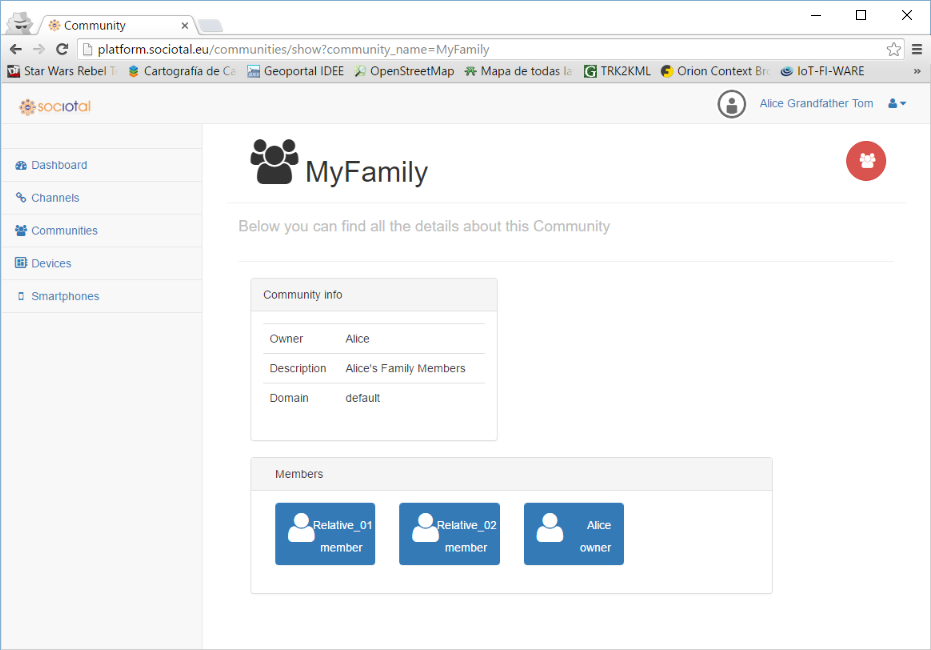 Community
platform.sociotal.eu/communities/show?community_name=MyFamily
Star Wars Rebel Cartografía de Geoportal IDEE OpenStreetMap Mapa de todas TRK2KML Orion Context IoT-FI-WARE »
sociotal
Alice Grandfather Tom
Dashboard
Channels
Communities
Devices
Smartphones
MyFamily
Below you can find all the details about this Community
Community info
Owner Alice
Description Alice's Family Members
Domain default
Members
Relative_01 Relative_02 Alice
member member owner